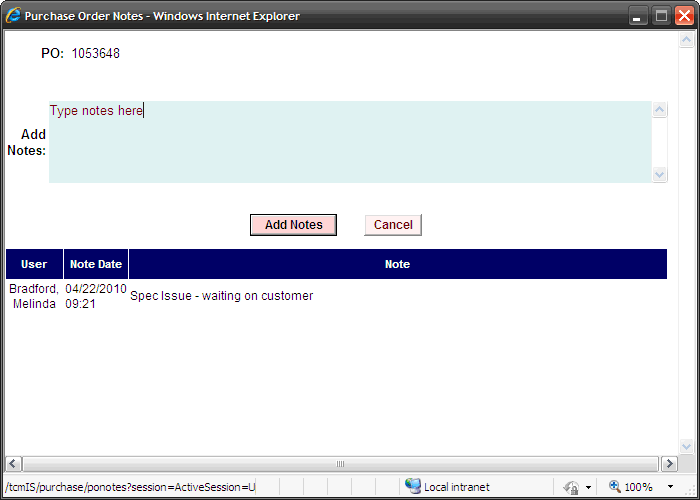 Purchase Order Notes - Windows Internet Explorer
PO: 1053648
Type notes here
Add
Notes:
Add Notes Cancel
User Note Date Note
Bradford, 04/22/2010
Melinda 09:21
Spec Issue - waiting on customer
/tcmIS/purchase/ponotes?session=ActiveSession=U Local intranet 100%